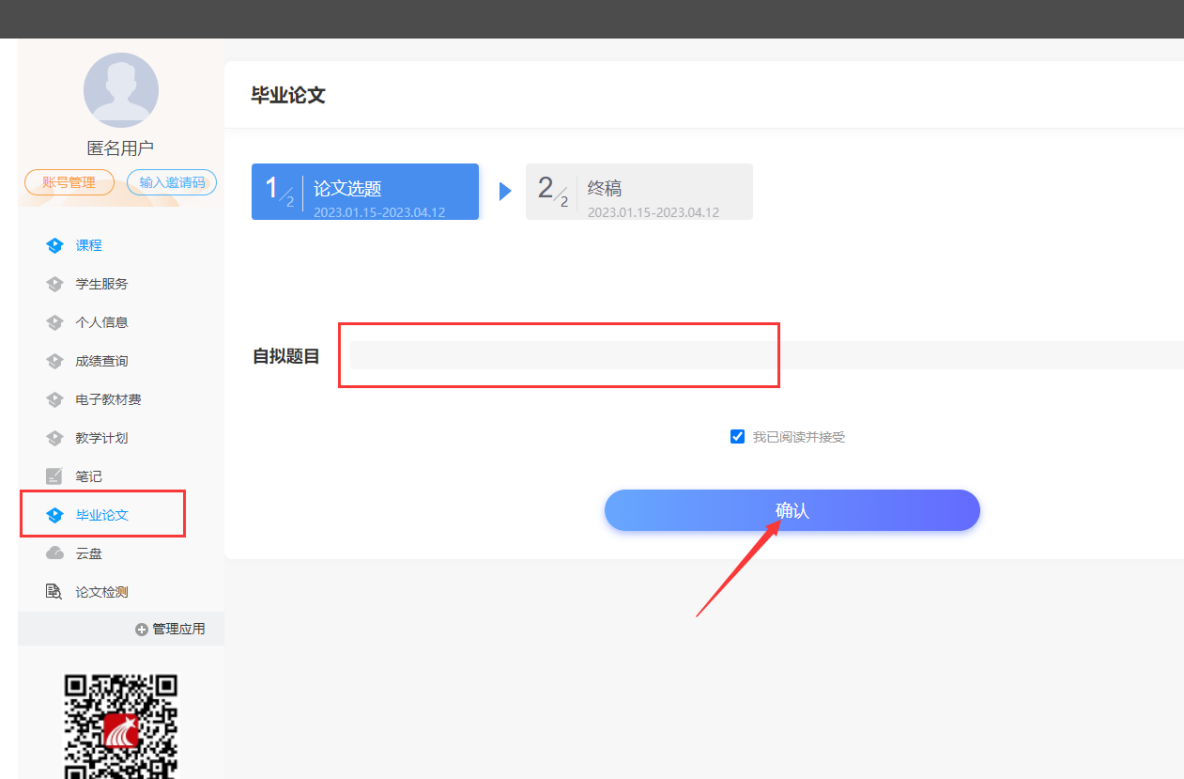 匿名用户
账号管理
输入邀请码
课程
学生服务
个人信息
成绩查询
电子教材费
教学计划
笔记
毕业论文
云盘
论文检测
管理应用
毕业论文
1/2 论文选题
2023.01.15-2023.04.12
2/2 终稿
2023.01.15-2023.04.12
自拟题目
我已阅读并接受
确认